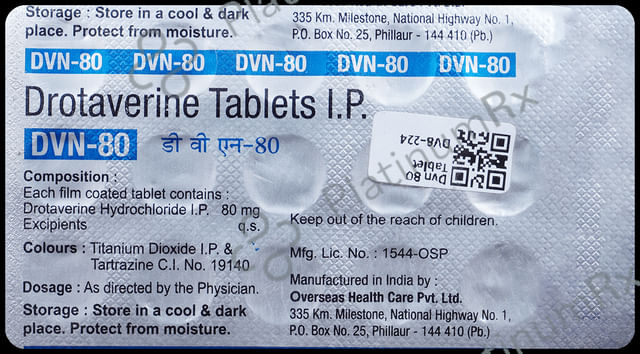 Storage : Store in a cool & dark
place. Protect from moisture.
335 Km. Milestone, National Highway No. 1,
P.O. Box No. 25, Phillaur - 144 410 (Pb.)
DVN-80 DVN-80 DVN-80 DVN-80 DVN-80
Drotaverine Tablets I.P.
DVN-80 डी वी एन-80
Dvn 80
Tablet
DV8-224
Composition :
Each film coated tablet contains :
Drotaverine Hydrochloride I.P. 80 mg
Excipients q.s.
Colours : Titanium Dioxide I.P. &
Tartrazine C.I. No. 19140
Dosage : As directed by the Physician.
Storage : Store in a cool & dark
place. Protect from moisture.
Keep out of the reach of children.
Mfg. Lic. No. : 1544-OSP
Manufactured in India by :
Overseas Health Care Pvt. Ltd.
335 Km. Milestone, National Highway No. 1,
P.O. Box No. 25, Phillaur - 144 410 (Pb.)
PlatinumRx
PlatinumRx
PlatinumRx